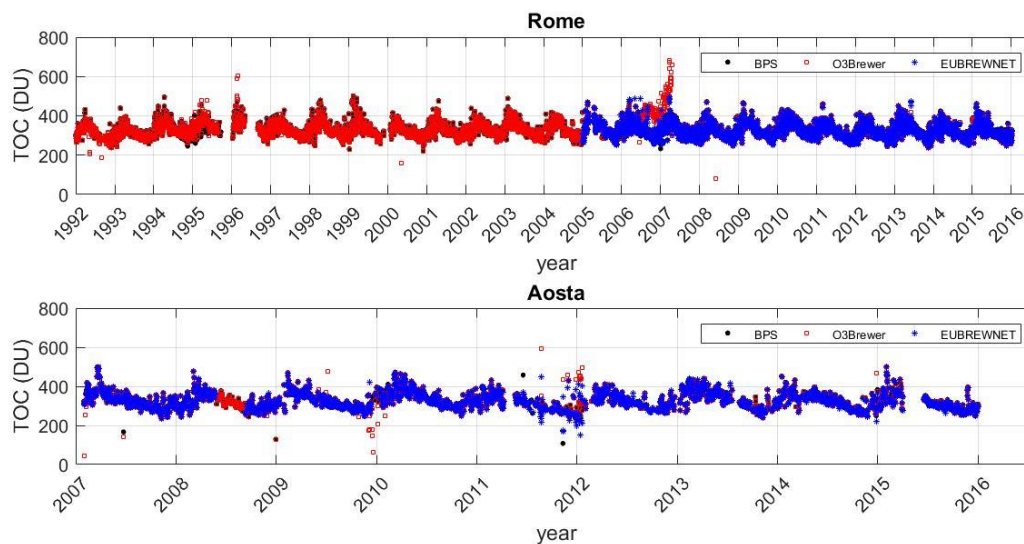 Rome
800
600
400
200
0
TOC (DU)
BPS O3Brewer EUBREWNET
1992 1993 1994 1995 1996 1997 1998 1999 2000 2001 2002 2003 2004 2005 2006 2007 2008 2009 2010 2011 2012 2013 2014 2015 2016
year
Aosta
800
600
400
200
0
TOC (DU)
BPS O3Brewer EUBREWNET
2007 2008 2009 2010 2011 2012 2013 2014 2015 2016
year